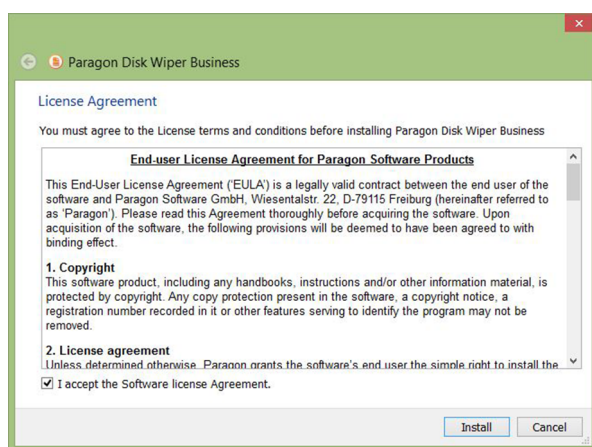 Paragon Disk Wiper Business
License Agreement
You must agree to the License terms and conditions before installing Paragon Disk Wiper Business
End-user License Agreement for Paragon Software Products
This End-User License Agreement ('EULA') is a legally valid contract between the end user of the
software and Paragon Software GmbH, Wiesentalstr. 22, D-79115 Freiburg (hereinafter referred to
as 'Paragon'). Please read this Agreement thoroughly before acquiring the software. Upon
acquisition of the software, the following provisions will be deemed to have been agreed to with
binding effect.
1. Copyright
This software product, including any handbooks, instructions and/or other information material, is
protected by copyright. Any copy protection present in the software, a copyright notice, a
registration number recorded in it or other features serving to identify the program may not be
removed.
2. License agreement
Unless determined otherwise, Paragon grants the software's end user the simple right to install the
I accept the Software license Agreement.
Install Cancel